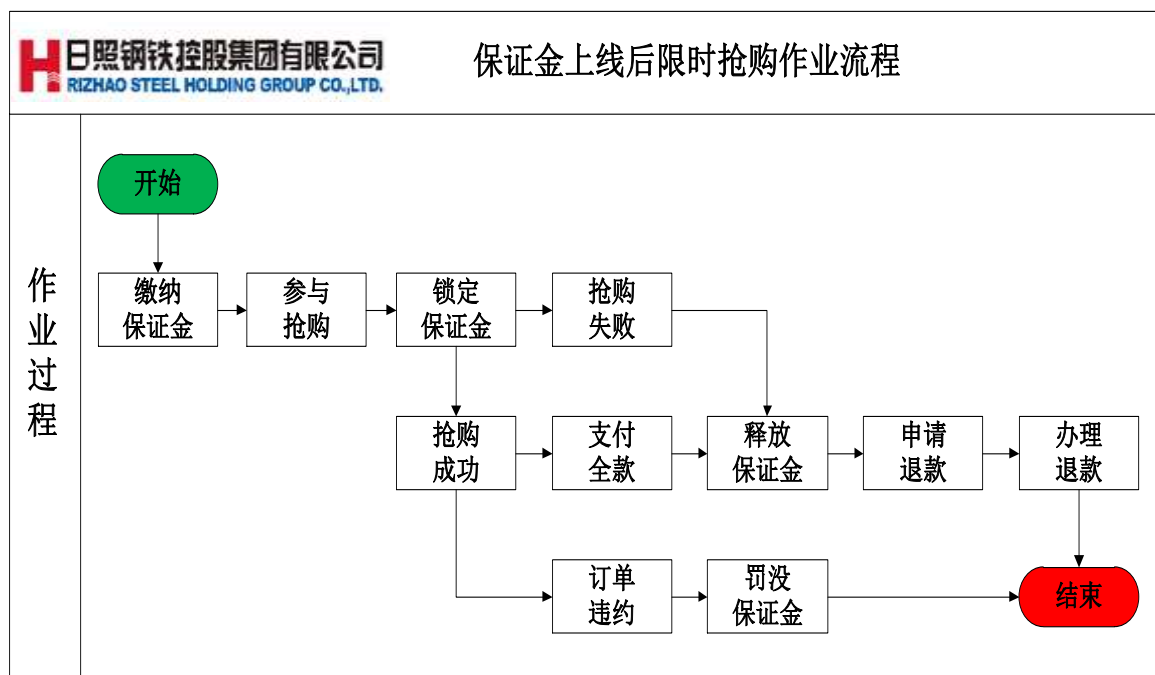 日照钢铁控股集团有限公司
RIZHAO STEEL HOLDING GROUP CO.,LTD.
保证金上线后限时抢购作业流程
作业过程
开始
缴纳
保证金
参与
抢购
锁定
保证金
抢购
失败
抢购
成功
支付
全款
释放
保证金
申请
退款
办理
退款
订单
违约
罚没
保证金
结束